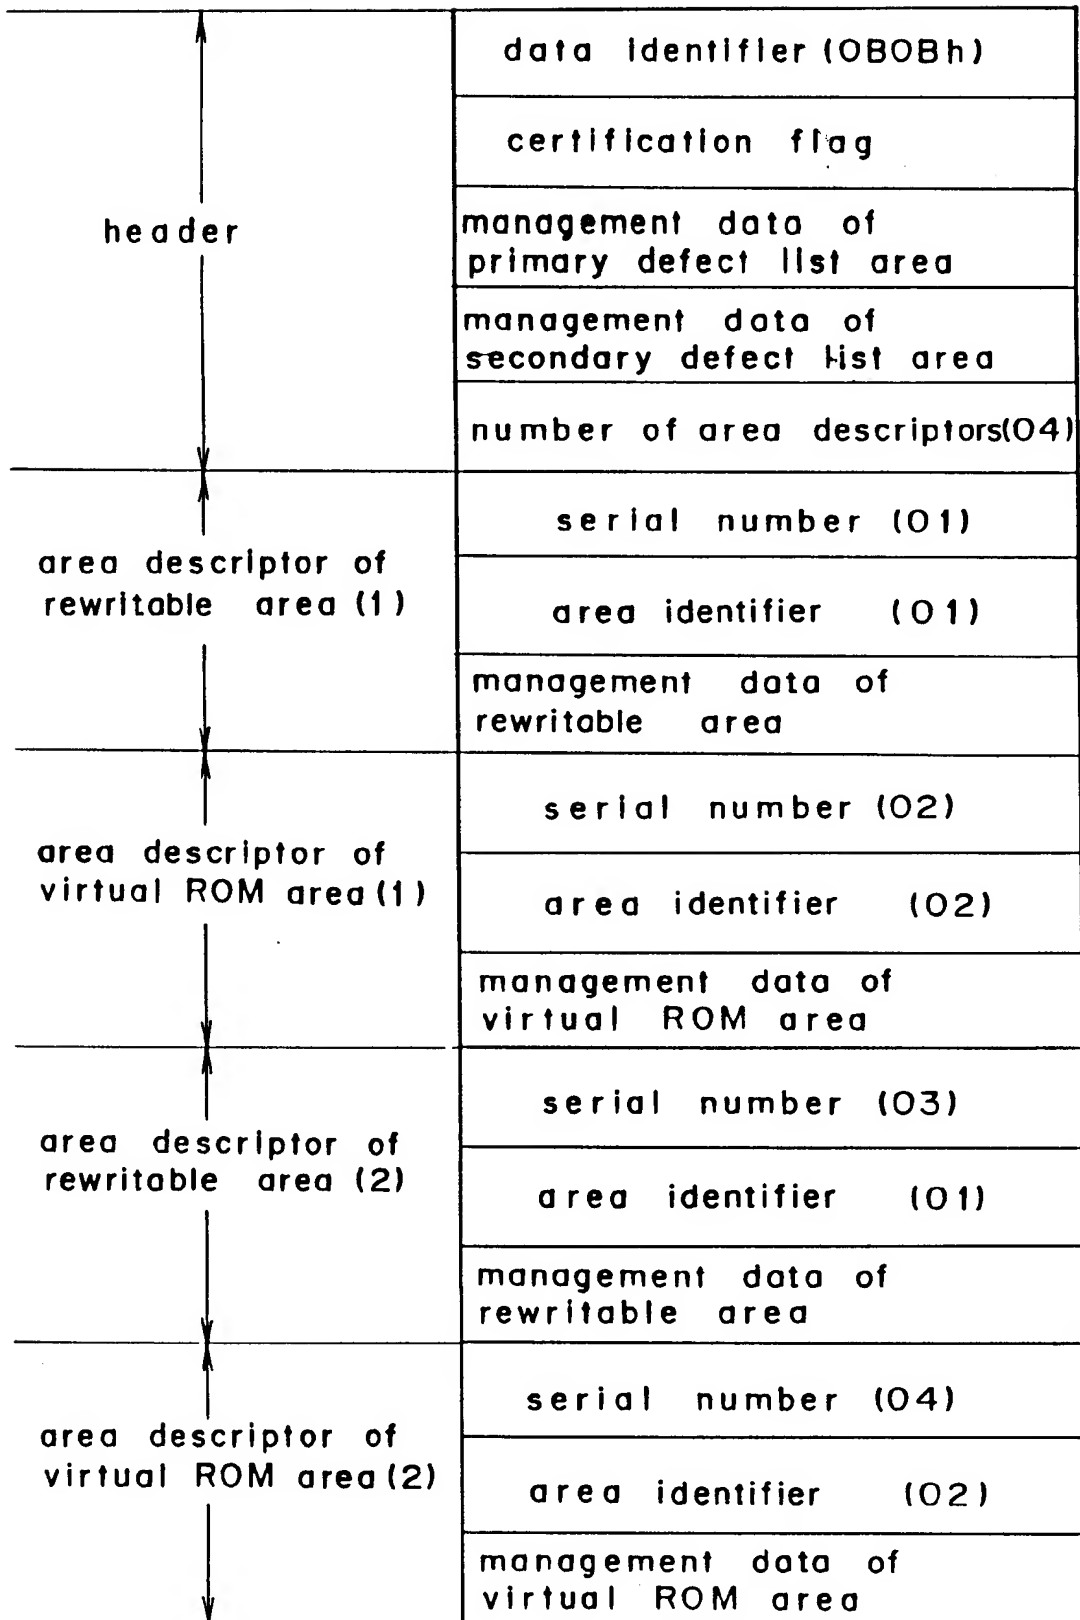 data identifier (0B0Bh)
certification flag
header
management data of
primary defect list area
management data of
secondary defect list area
number of area descriptors(04)
serial number (01)
area descriptor of
rewritable area (1)
area identifier (01)
management data of
rewritable area
serial number (02)
area descriptor of
virtual ROM area (1)
area identifier (02)
management data of
virtual ROM area
serial number (03)
area descriptor of
rewritable area (2)
area identifier (01)
management data of
rewritable area
serial number (04)
area descriptor of
virtual ROM area (2)
area identifier (02)
management data of
virtual ROM area